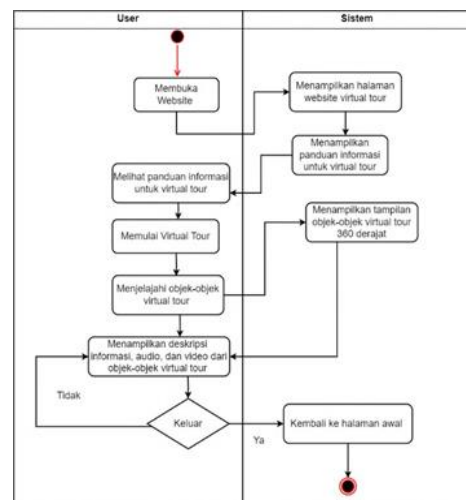 User
Sistem
Membuka
Website
Menampilkan halaman
website virtual tour
Menampilkan
panduan informasi
untuk virtual tour
Melihat panduan informasi
untuk virtual tour
Menampilkan tampilan
objek-objek virtual tour
360 derajat
Memulai Virtual Tour
Menjelajahi objek-objek
virtual tour
Menampilkan deskripsi
informasi, audio, dan video dari
objek-objek virtual tour
Tidak
Keluar
Ya
Kembali ke halaman awal